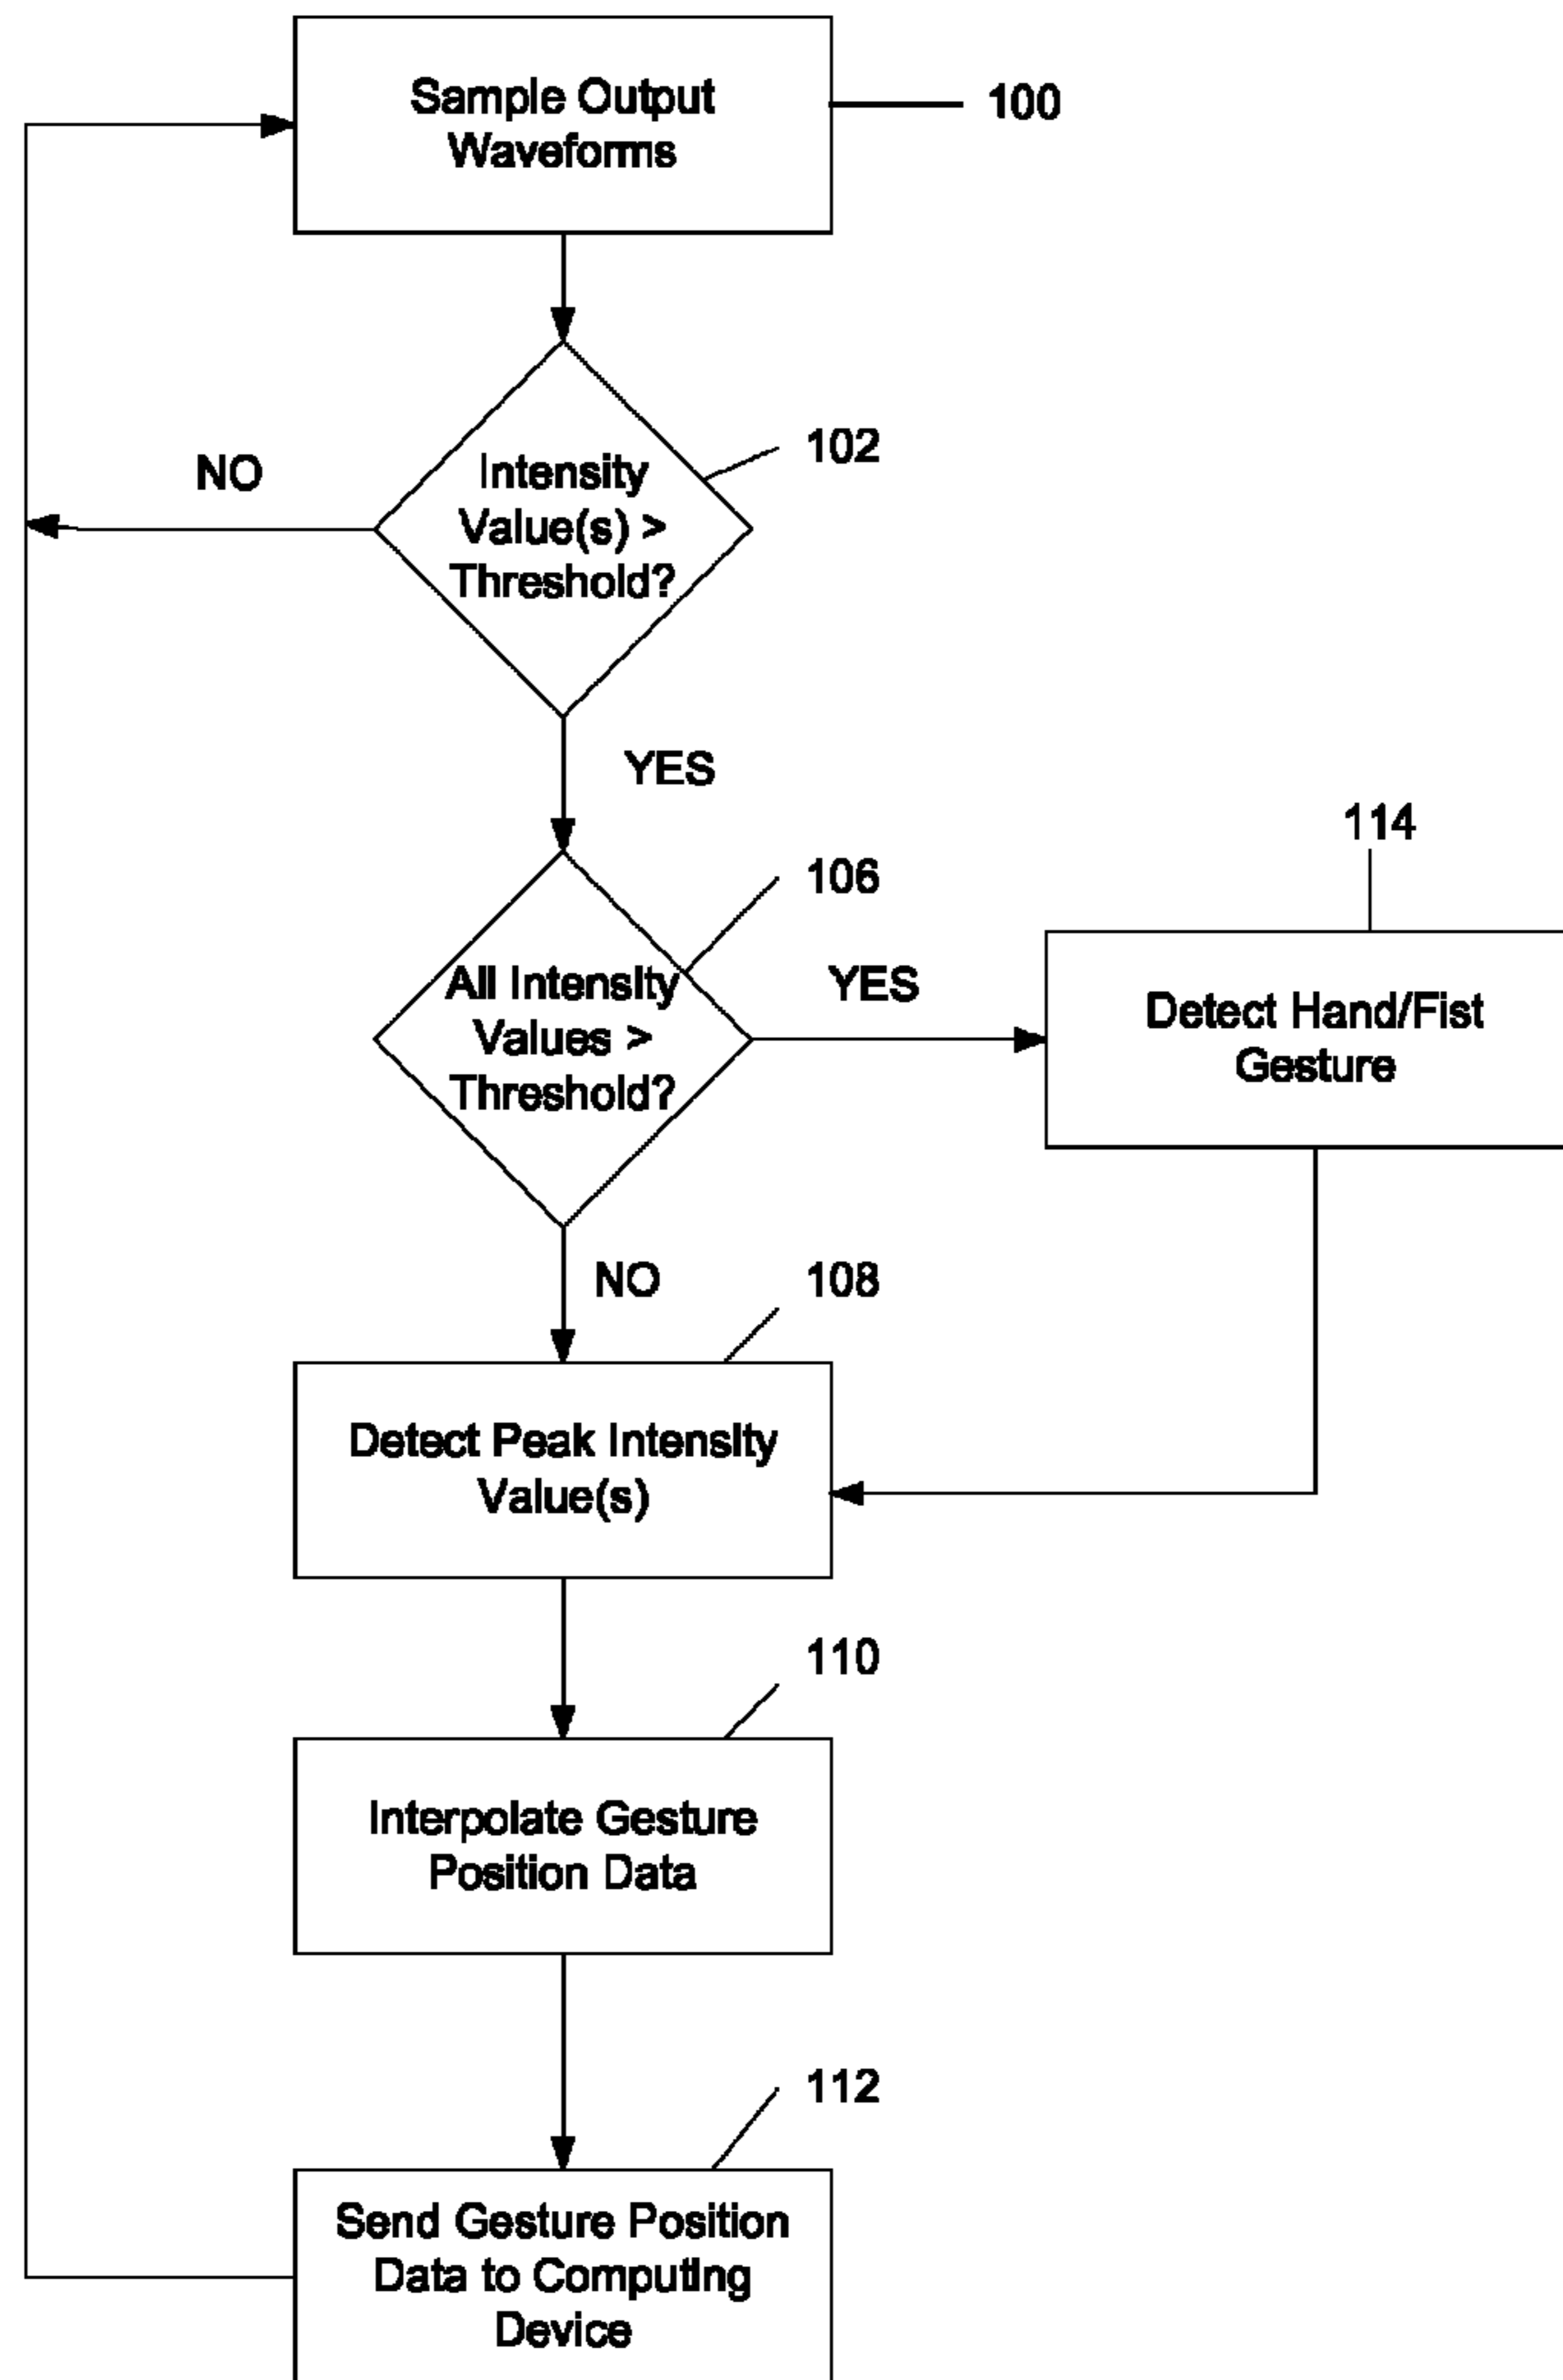 Sample Output
Waveforms
100
Intensity
Value(s) >
Threshold?
102
NO
YES
106
114
All Intensity
Values >
Threshold?
YES
Detect Hand/Fist
Gesture
NO
108
Detect Peak Intensity
Value(s)
110
Interpolate Gesture
Position Data
112
Send Gesture Position
Data to Computing
Device